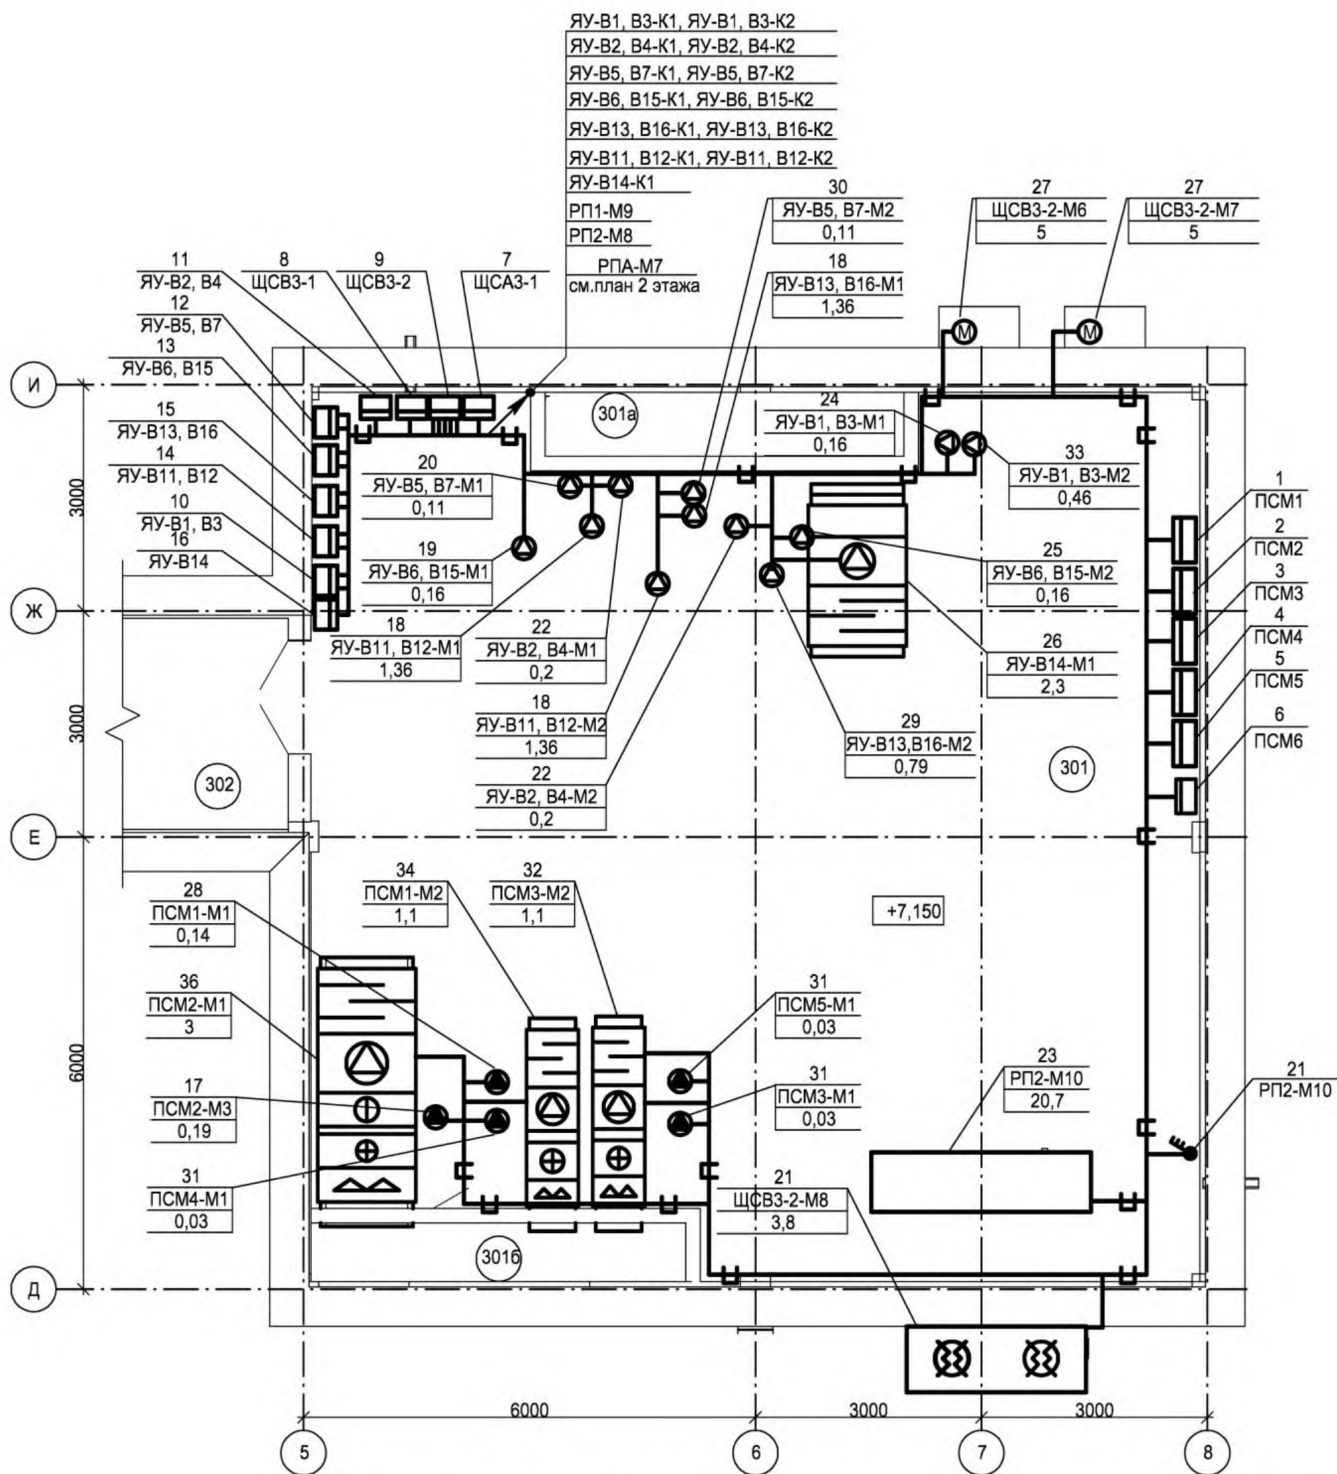 ЯУ-В1, В3-К1, ЯУ-В1, В3-К2
ЯУ-В2, В4-К1, ЯУ-В2, В4-К2
ЯУ-В5, В7-К1, ЯУ-В5, В7-К2
ЯУ-В6, В15-К1, ЯУ-В6, В15-К2
ЯУ-В13, В16-К1, ЯУ-В13, В16-К2
ЯУ-В11, В12-К1, ЯУ-В11, В12-К2
ЯУ-В14-К1
РП1-М9
РП2-М8
РПА-М7
см.план 2 этажа
30
ЯУ-В5, В7-М2
0,11
18
ЯУ-В13, В16-М1
1,36
27
ЩСВ3-2-М6
5
27
ЩСВ3-2-М7
5
11
ЯУ-В2, В4
8
ЩСВ3-1
9
ЩСВ3-2
7
ЩСА3-1
12
ЯУ-В5, В7
13
ЯУ-В6, В15
15
ЯУ-В13, В16
14
ЯУ-В11, В12
10
ЯУ-В1, В3
16
ЯУ-В14
М
М
И
301а
24
ЯУ-В1, В3-М1
0,16
33
ЯУ-В1, В3-М2
0,46
20
ЯУ-В5, В7-М1
0,11
19
ЯУ-В6, В15-М1
0,16
25
ЯУ-В6, В15-М2
0,16
1
ПСМ1
2
ПСМ2
3
ПСМ3
4
ПСМ4
5
ПСМ5
6
ПСМ6
3000
Ж
18
ЯУ-В11, В12-М1
1,36
22
ЯУ-В2, В4-М1
0,2
26
ЯУ-В14-М1
2,3
18
ЯУ-В11, В12-М2
1,36
29
ЯУ-В13,В16-М2
0,79
22
ЯУ-В2, В4-М2
0,2
3000
302
301
Е
28
ПСМ1-М1
0,14
34
ПСМ1-М2
1,1
32
ПСМ3-М2
1,1
+7,150
36
ПСМ2-М1
3
31
ПСМ5-М1
0,03
17
ПСМ2-М3
0,19
31
ПСМ3-М1
0,03
23
РП2-М10
20,7
21
РП2-М10
6000
31
ПСМ4-М1
0,03
21
ЩСВ3-2-М8
3,8
301б
Д
6000
3000
3000
5
6
7
8